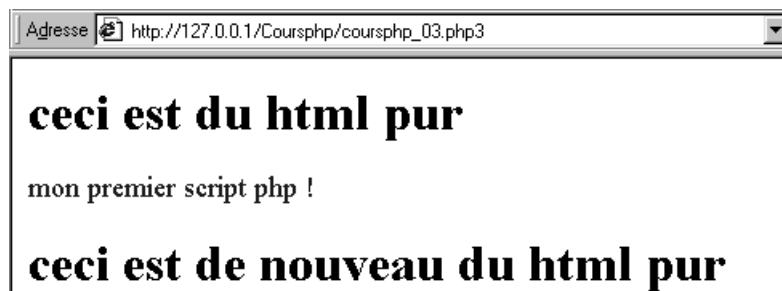 Adresse http://127.0.0.1/Coursphp/coursphp_03.php3
ceci est du html pur
mon premier script php !
ceci est de nouveau du html pur